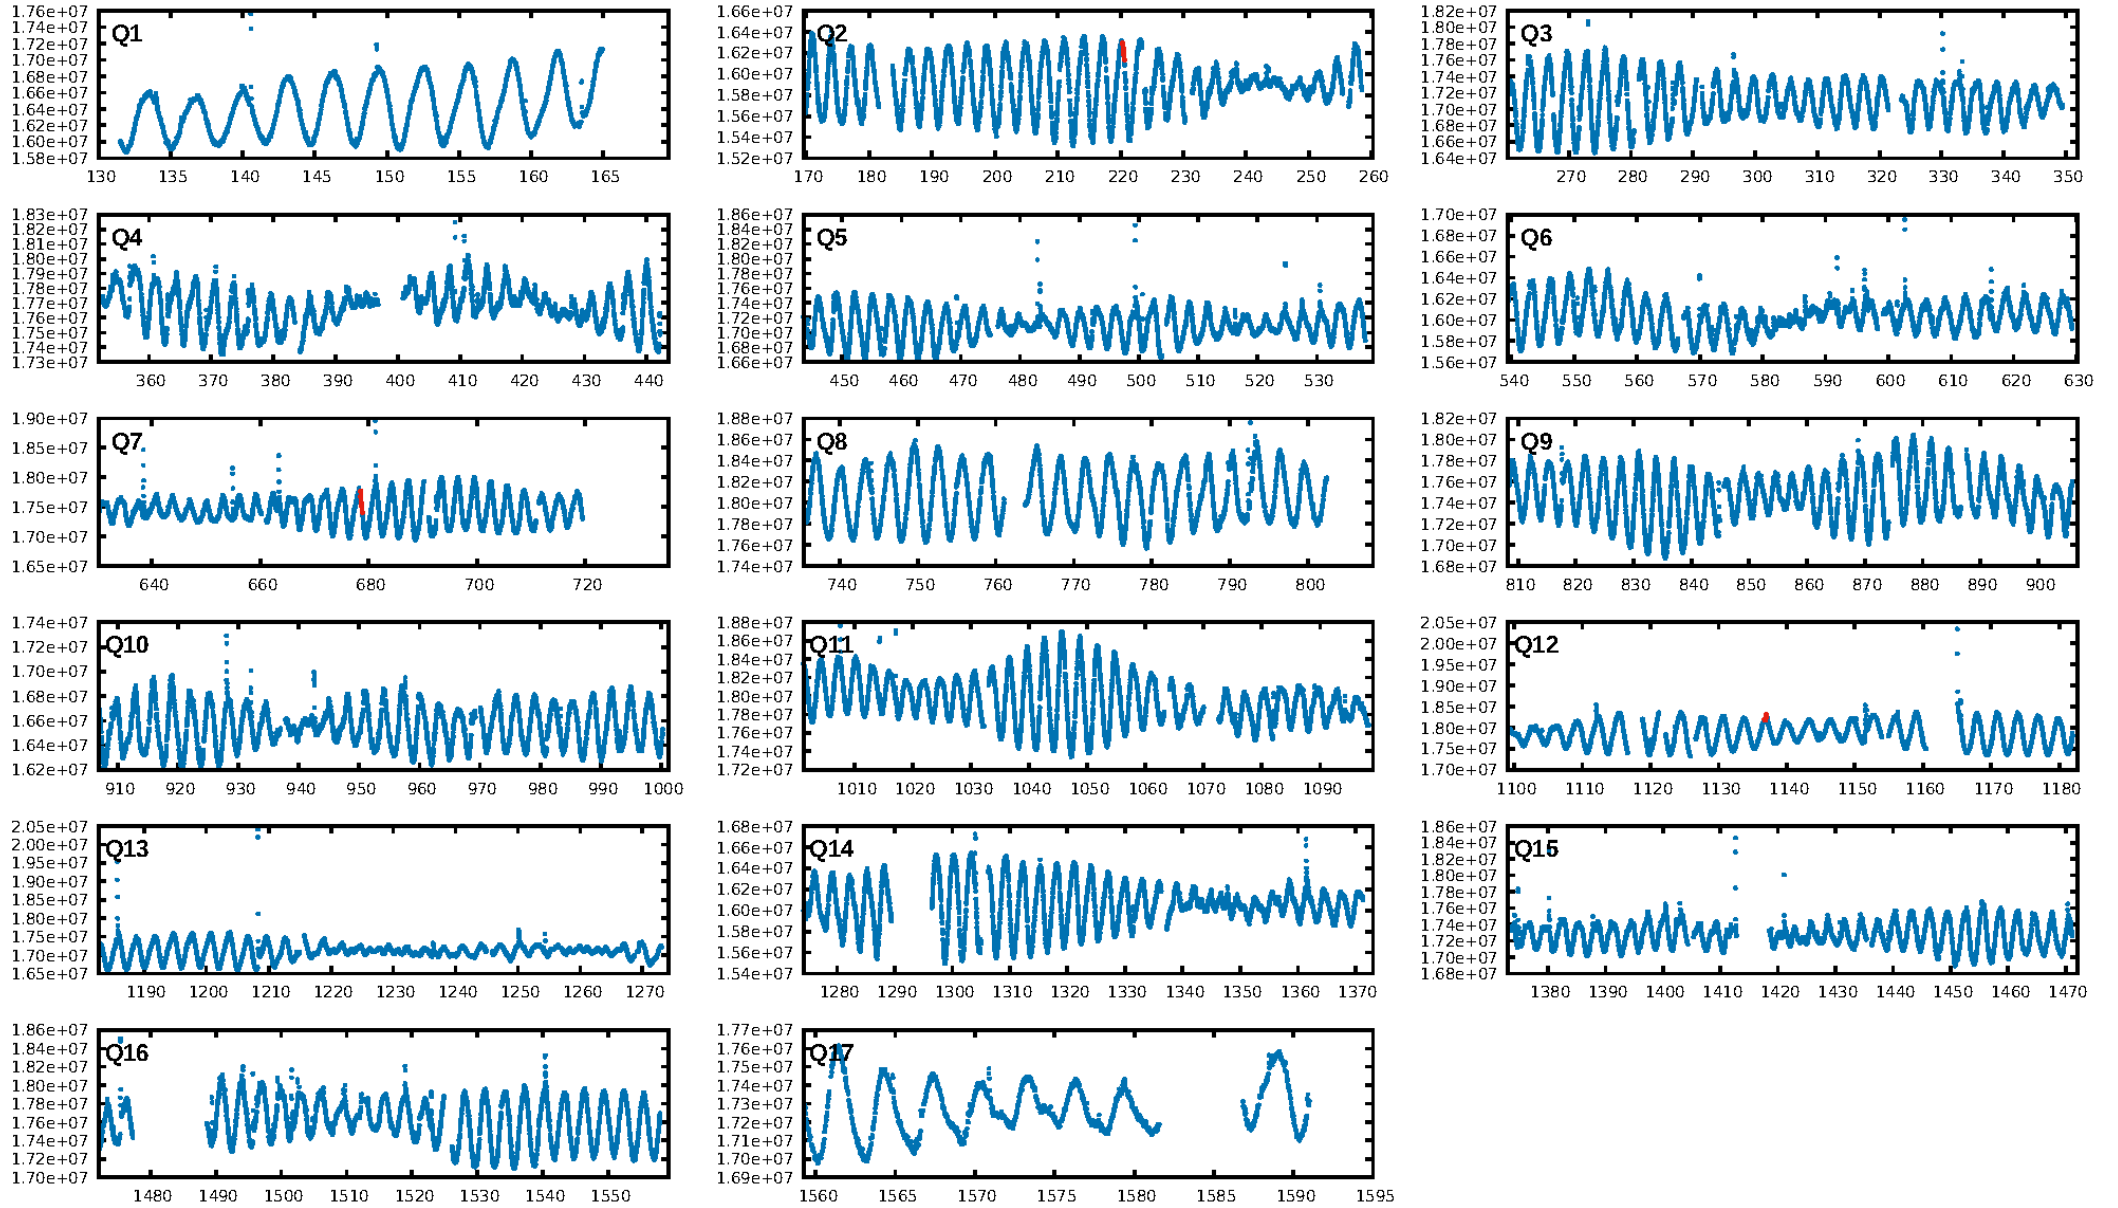 1.76e+07
1.74e+07
1.72e+07
1.70e+07
1.68e+07
1.66e+07
1.64e+07
1.62e+07
1.60e+07
1.58e+07
Q1
130 135 140 145 150 155 160 165
1.66e+07
1.64e+07
1.62e+07
1.60e+07
1.58e+07
1.56e+07
1.54e+07
1.52e+07
Q2
170 180 190 200 210 220 230 240 250 260
1.82e+07
1.80e+07
1.78e+07
1.76e+07
1.74e+07
1.72e+07
1.70e+07
1.68e+07
1.66e+07
1.64e+07
Q3
270 280 290 300 310 320 330 340 350
1.83e+07
1.82e+07
1.81e+07
1.80e+07
1.79e+07
1.78e+07
1.77e+07
1.76e+07
1.75e+07
1.74e+07
1.73e+07
Q4
360 370 380 390 400 410 420 430 440
1.86e+07
1.84e+07
1.82e+07
1.80e+07
1.78e+07
1.76e+07
1.74e+07
1.72e+07
1.70e+07
1.68e+07
1.66e+07
Q5
450 460 470 480 490 500 510 520 530
1.70e+07
1.68e+07
1.66e+07
1.64e+07
1.62e+07
1.60e+07
1.58e+07
1.56e+07
Q6
540 550 560 570 580 590 600 610 620 630
1.90e+07
1.85e+07
1.80e+07
1.75e+07
1.70e+07
1.65e+07
Q7
640 660 680 700 720
1.88e+07
1.86e+07
1.84e+07
1.82e+07
1.80e+07
1.78e+07
1.76e+07
1.74e+07
Q8
740 750 760 770 780 790 800
1.82e+07
1.80e+07
1.78e+07
1.76e+07
1.74e+07
1.72e+07
1.70e+07
1.68e+07
Q9
810 820 830 840 850 860 870 880 890 900
1.74e+07
1.72e+07
1.70e+07
1.68e+07
1.66e+07
1.64e+07
1.62e+07
Q10
910 920 930 940 950 960 970 980 990 1000
1.88e+07
1.86e+07
1.84e+07
1.82e+07
1.80e+07
1.78e+07
1.76e+07
1.74e+07
1.72e+07
Q11
1010 1020 1030 1040 1050 1060 1070 1080 1090
2.05e+07
2.00e+07
1.95e+07
1.90e+07
1.85e+07
1.80e+07
1.75e+07
1.70e+07
Q12
1100 1110 1120 1130 1140 1150 1160 1170 1180
2.05e+07
2.00e+07
1.95e+07
1.90e+07
1.85e+07
1.80e+07
1.75e+07
1.70e+07
1.65e+07
Q13
1190 1200 1210 1220 1230 1240 1250 1260 1270
1.68e+07
1.66e+07
1.64e+07
1.62e+07
1.60e+07
1.58e+07
1.56e+07
1.54e+07
Q14
1280 1290 1300 1310 1320 1330 1340 1350 1360 1370
1.86e+07
1.84e+07
1.82e+07
1.80e+07
1.78e+07
1.76e+07
1.74e+07
1.72e+07
1.70e+07
1.68e+07
Q15
1380 1390 1400 1410 1420 1430 1440 1450 1460 1470
1.86e+07
1.84e+07
1.82e+07
1.80e+07
1.78e+07
1.76e+07
1.74e+07
1.72e+07
1.70e+07
Q16
1480 1490 1500 1510 1520 1530 1540 1550
1.77e+07
1.76e+07
1.75e+07
1.74e+07
1.73e+07
1.72e+07
1.71e+07
1.70e+07
1.69e+07
Q17
1560 1565 1570 1575 1580 1585 1590 1595